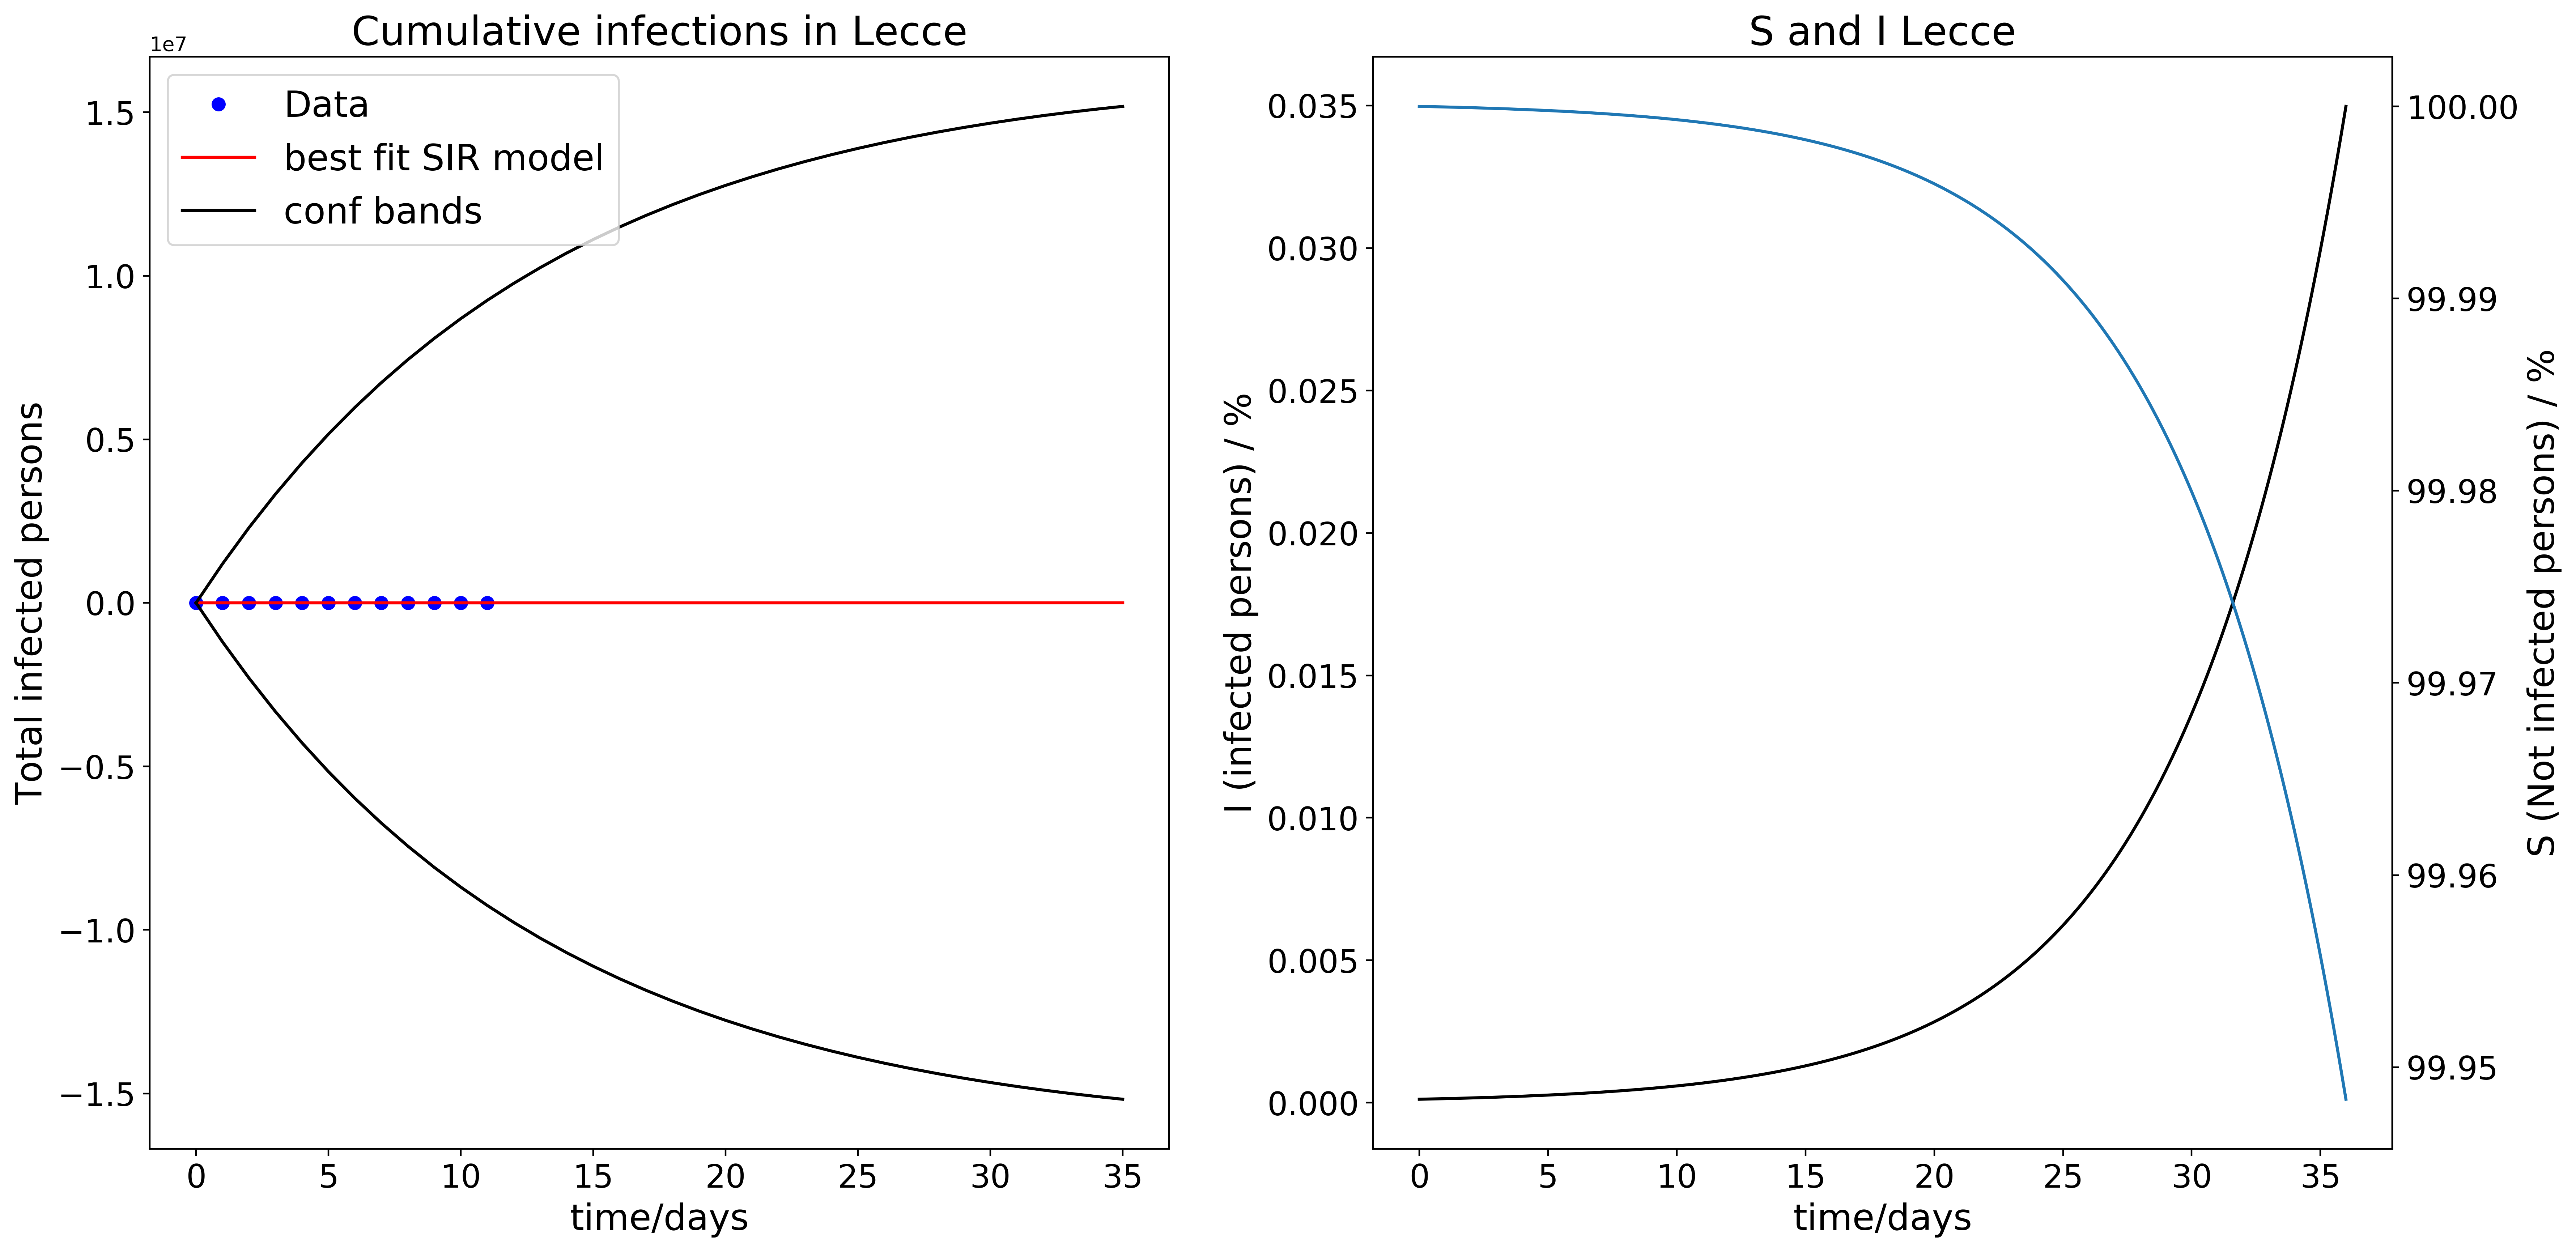 Cumulative infections in Lecce
1e7
Data
best fit SIR model
conf bands
Total infected persons
1.5
1.0
0.5
0.0
−0.5
−1.0
−1.5
0 5 10 15 20 25 30 35
time/days
S and I Lecce
I (infected persons) / %
0.035
0.030
0.025
0.020
0.015
0.010
0.005
0.000
0 5 10 15 20 25 30 35
time/days
100.00
99.99
99.98
99.97
99.96
99.95
S (Not infected persons) / %